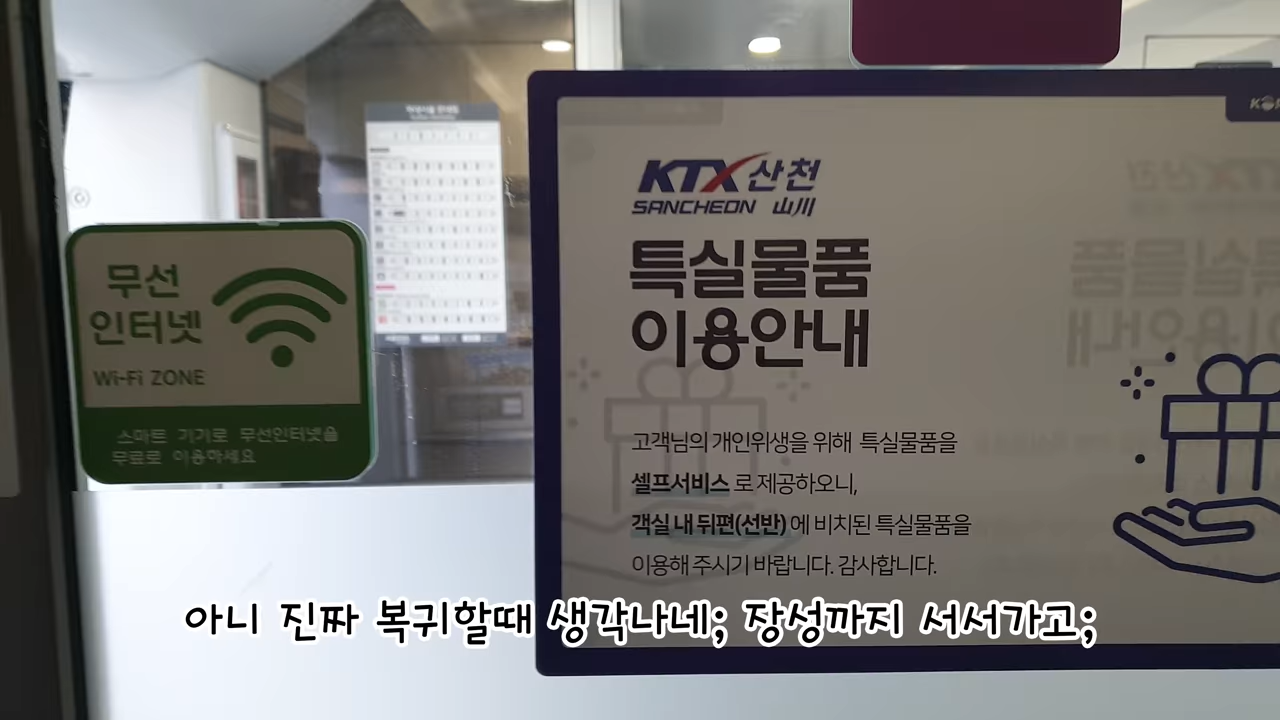 무선
인터넷
Wi-Fi ZONE
스마트 기기로 무선인터넷을
무료로 이용하세요
KTX 산천
SANCHEON 山川
특실물품
이용안내
고객님의 개인위생을 위해 특실물품을
셀프서비스 로 제공하오니,
객실 내 뒤편(선반) 에 비치된 특실물품을
이용해 주시기 바랍니다. 감사합니다.
아니 진짜 복귀할때 생각나네; 장성까지 서서가고;